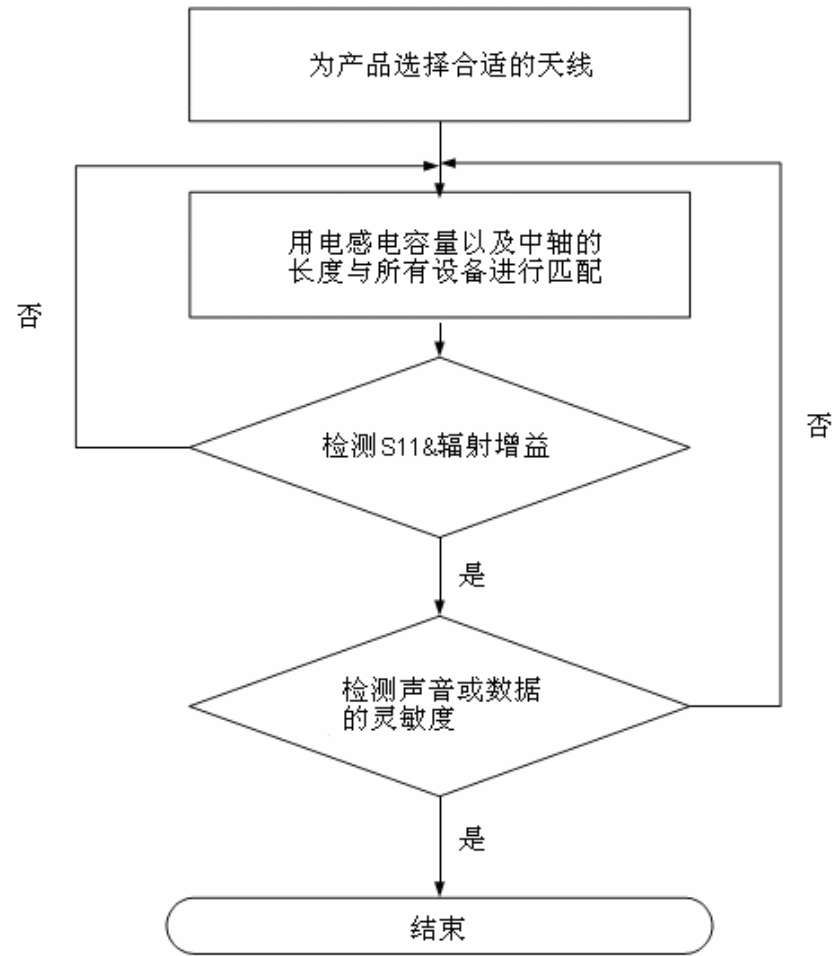 为产品选择合适的天线
用电感电容量以及中轴的
长度与所有设备进行匹配
否
检测S11&辐射增益
否
是
检测声音或数据
的灵敏度
是
结束